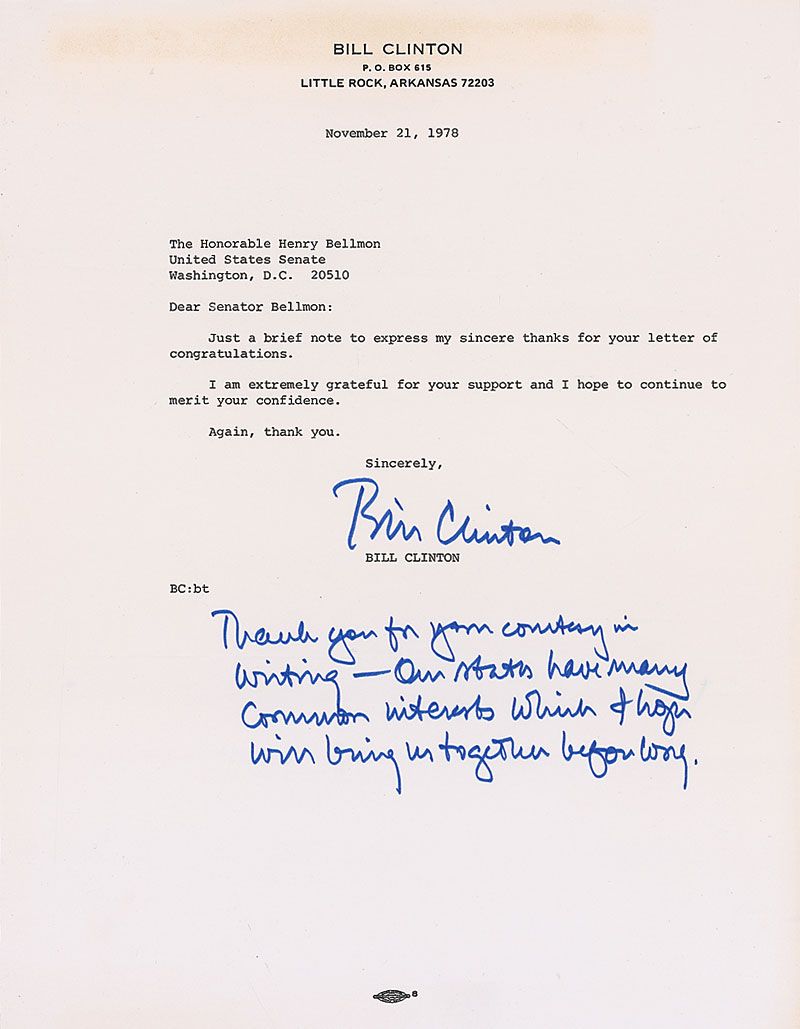 BILL CLINTON
P. O. BOX 615
LITTLE ROCK, ARKANSAS 72203
November 21, 1978
The Honorable Henry Bellmon
United States Senate
Washington, D.C. 20510
Dear Senator Bellmon:
Just a brief note to express my sincere thanks for your letter of
congratulations.
I am extremely grateful for your support and I hope to continue to
merit your confidence.
Again, thank you.
Sincerely,
Bill Clinton
BILL CLINTON
BC:bt
Thank you for your courtesy in
writing — Our states have many
common interests which I hope
will bring us together before long.
8